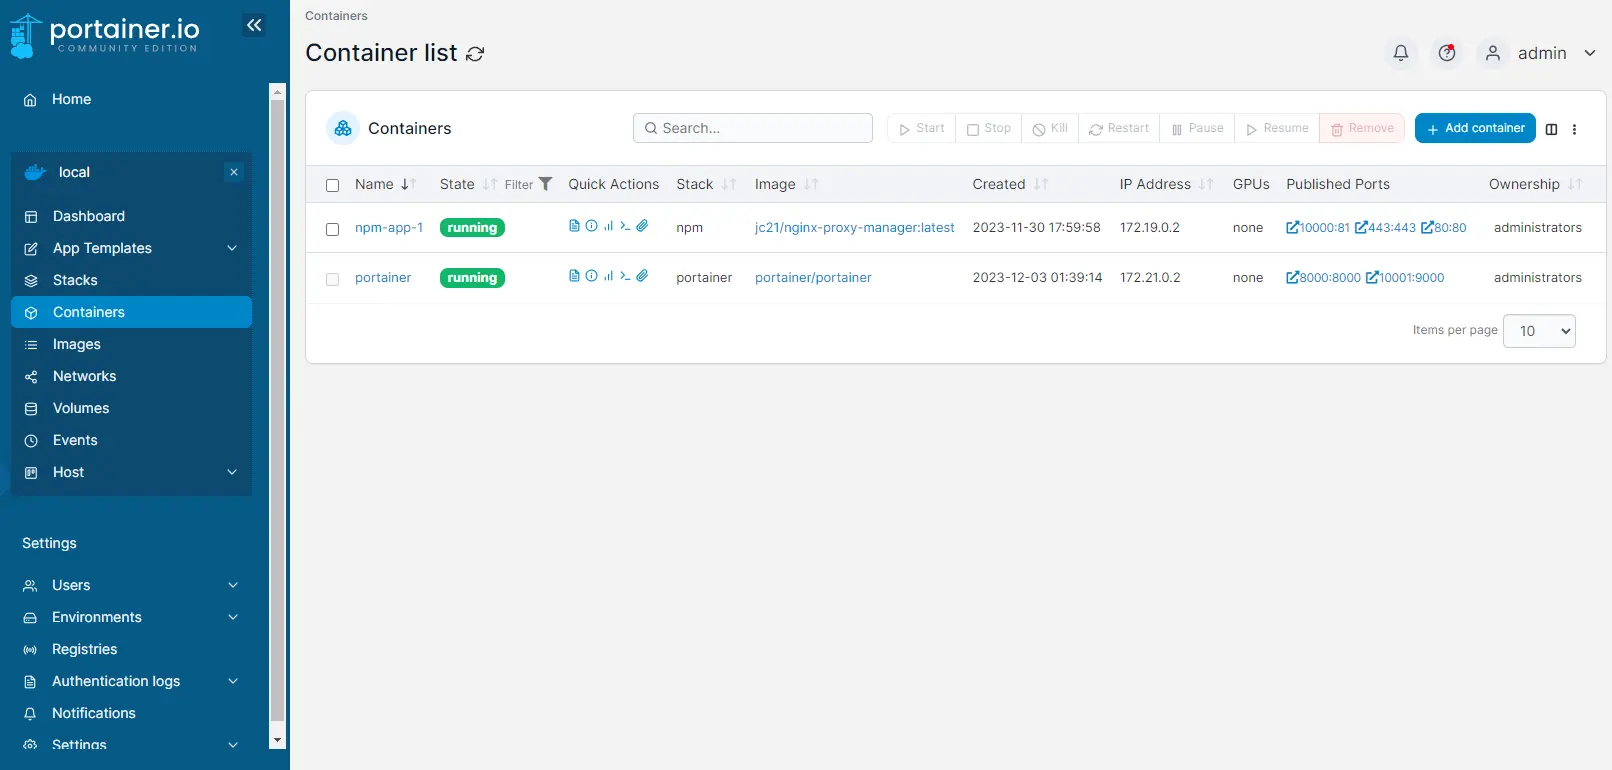 portainer.io
COMMUNITY EDITION
Home
local
Dashboard
App Templates
Stacks
Containers
Images
Networks
Volumes
Events
Host
Settings
Users
Environments
Registries
Authentication logs
Notifications
Settings
Containers
Container list
admin
Containers
Search...
Start Stop Kill Restart Pause Resume Remove
Add container
Name State Filter Quick Actions Stack Image Created IP Address GPUs Published Ports Ownership
npm-app-1 running npm jc21/nginx-proxy-manager:latest 2023-11-30 17:59:58 172.19.0.2 none 10000:81 443:443 80:80 administrators
portainer running portainer portainer/portainer 2023-12-03 01:39:14 172.21.0.2 none 8000:8000 10001:9000 administrators
Items per page 10